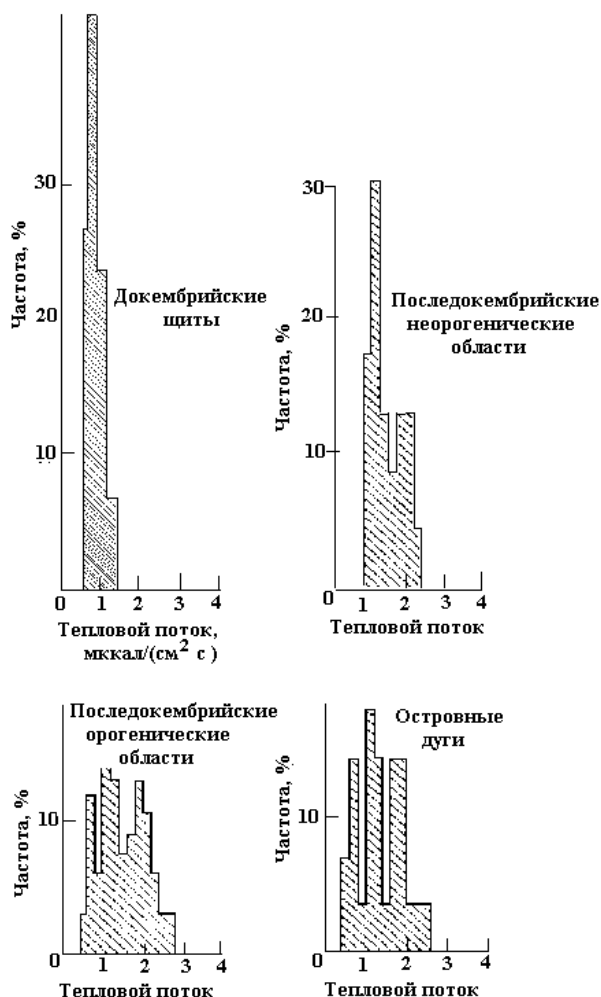 30
20
10
Частота, %
Докембрийские
щиты
0 1 2 3 4
Тепловой поток,
мккал/(см² с )
30
20
10
Частота, %
Последокембрийские
неорогенические
области
0 1 2 3 4
Тепловой поток
Последокембрийские
орогенические
области
10
Частота, %
0 1 2 3 4
Тепловой поток
Островные
дуги
10
Частота, %
0 1 2 3 4
Тепловой поток